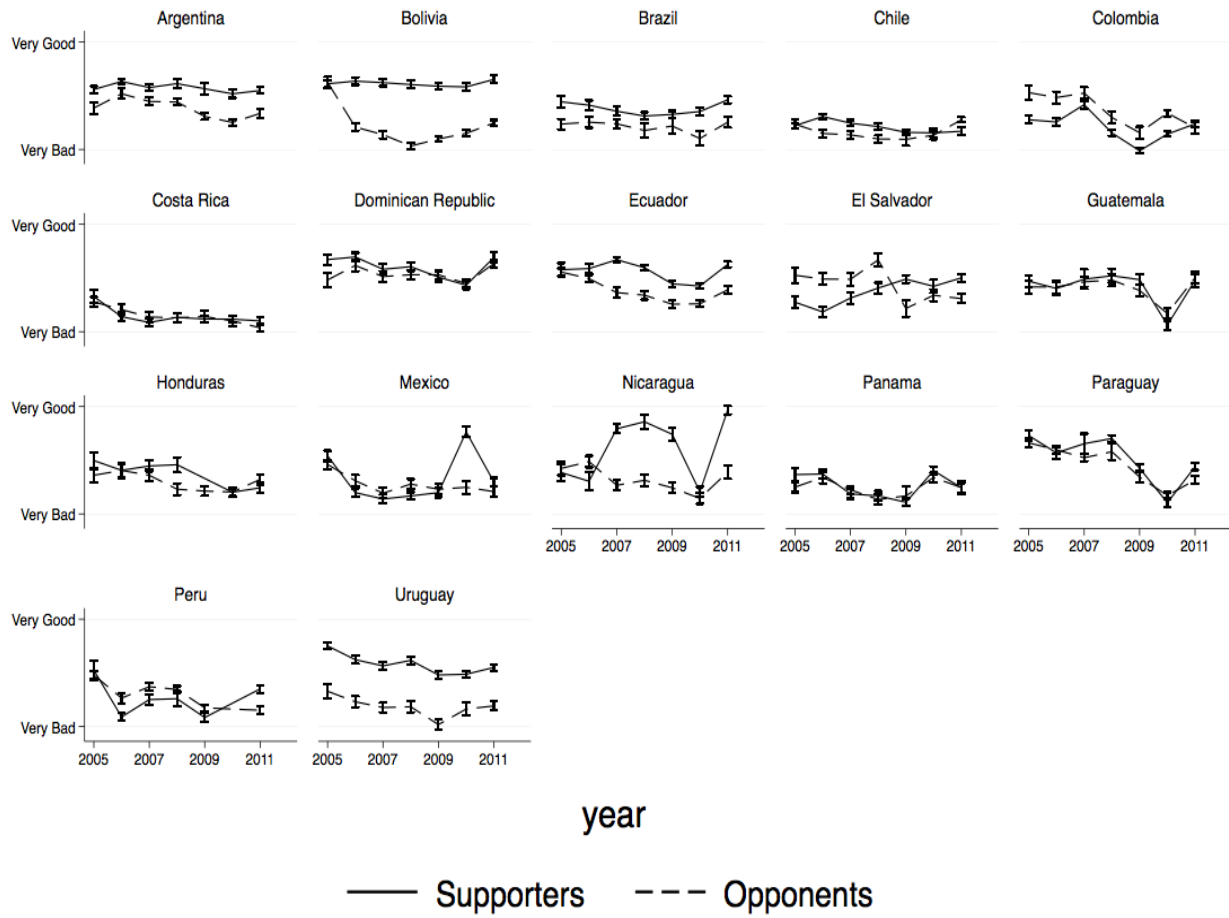 Argentina Bolivia Brazil Chile Colombia
Very Good
Very Bad
Costa Rica Dominican Republic Ecuador El Salvador Guatemala
Very Good
Very Bad
Honduras Mexico Nicaragua Panama Paraguay
Very Good
Very Bad
2005 2007 2009 2011 2005 2007 2009 2011 2005 2007 2009 2011
Peru Uruguay
Very Good
Very Bad
2005 2007 2009 2011 2005 2007 2009 2011
year
Supporters Opponents